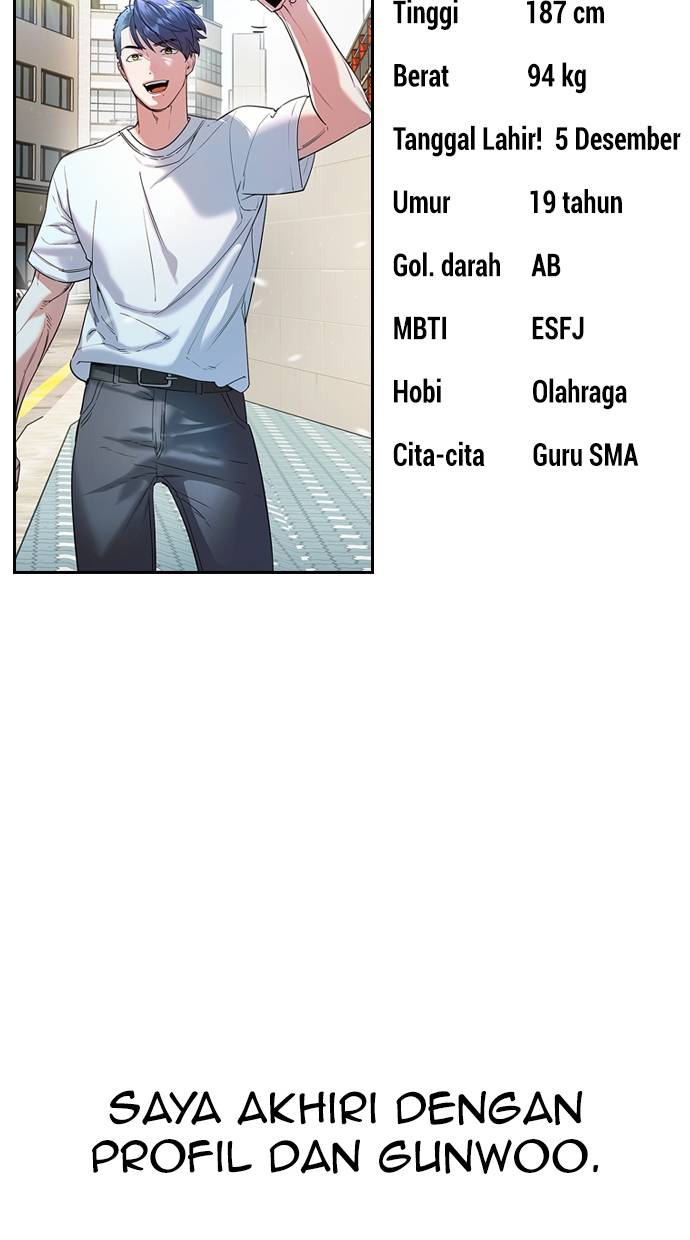 Tinggi 187 cm
Berat 94 kg
Tanggal Lahir! 5 Desember
Umur 19 tahun
Gol. darah AB
MBTI ESFJ
Hobi Olahraga
Cita-cita Guru SMA
SAYA AKHIRI DENGAN
PROFIL DAN GUNWOO.